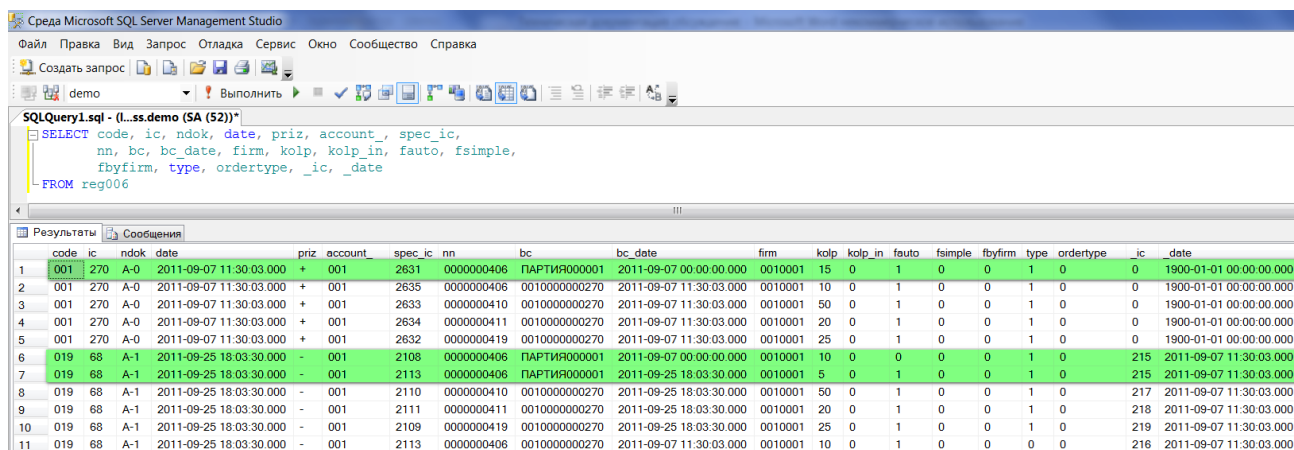 Среда Microsoft SQL Server Management Studio
Файл Правка Вид Запрос Отладка Сервис Окно Сообщество Справка
Создать запрос
demo Выполнить
SQLQuery1.sql - (l...ss.demo (SA (52))*
SELECT code, ic, ndok, date, priz, account_, spec_ic,
nn, bc, bc_date, firm, kolp, kolp_in, fauto, fsimple,
fbyfirm, type, ordertype, _ic, _date
FROM reg006
Результаты Сообщения
code ic ndok date priz account_ spec_ic nn bc bc_date firm kolp kolp_in fauto fsimple fbyfirm type ordertype _ic _date
1 001 270 A-0 2011-09-07 11:30:03.000 + 001 2631 0000000406 ПАРТИЯ000001 2011-09-07 00:00:00.000 0010001 15 0 1 0 0 1 0 0 1900-01-01 00:00:00.000
2 001 270 A-0 2011-09-07 11:30:03.000 + 001 2635 0000000406 0010000000270 2011-09-07 11:30:03.000 0010001 10 0 1 0 0 1 0 0 1900-01-01 00:00:00.000
3 001 270 A-0 2011-09-07 11:30:03.000 + 001 2633 0000000410 0010000000270 2011-09-07 11:30:03.000 0010001 50 0 1 0 0 1 0 0 1900-01-01 00:00:00.000
4 001 270 A-0 2011-09-07 11:30:03.000 + 001 2634 0000000411 0010000000270 2011-09-07 11:30:03.000 0010001 20 0 1 0 0 1 0 0 1900-01-01 00:00:00.000
5 001 270 A-0 2011-09-07 11:30:03.000 + 001 2632 0000000419 0010000000270 2011-09-07 11:30:03.000 0010001 25 0 1 0 0 1 0 0 1900-01-01 00:00:00.000
6 019 68 A-1 2011-09-25 18:03:30.000 - 001 2108 0000000406 ПАРТИЯ000001 2011-09-07 00:00:00.000 0010001 10 0 0 0 0 1 0 215 2011-09-07 11:30:03.000
7 019 68 A-1 2011-09-25 18:03:30.000 - 001 2113 0000000406 ПАРТИЯ000001 2011-09-25 18:03:30.000 0010001 5 0 1 0 0 1 0 215 2011-09-07 11:30:03.000
8 019 68 A-1 2011-09-25 18:03:30.000 - 001 2110 0000000410 0010000000270 2011-09-25 18:03:30.000 0010001 50 0 1 0 0 1 0 217 2011-09-07 11:30:03.000
9 019 68 A-1 2011-09-25 18:03:30.000 - 001 2111 0000000411 0010000000270 2011-09-25 18:03:30.000 0010001 20 0 1 0 0 1 0 218 2011-09-07 11:30:03.000
10 019 68 A-1 2011-09-25 18:03:30.000 - 001 2109 0000000419 0010000000270 2011-09-25 18:03:30.000 0010001 25 0 1 0 0 1 0 219 2011-09-07 11:30:03.000
11 019 68 A-1 2011-09-25 18:03:30.000 - 001 2113 0000000406 0010000000270 2011-09-07 11:30:03.000 0010001 10 0 1 0 0 0 0 216 2011-09-07 11:30:03.000